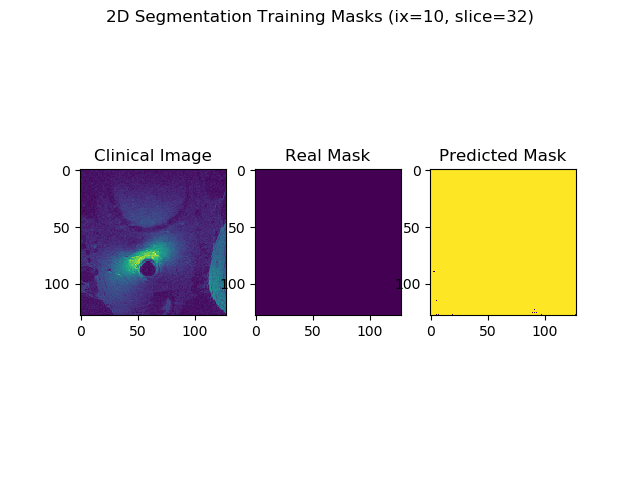 2D Segmentation Training Masks (ix=10, slice=32)
Clinical Image Real Mask Predicted Mask
0 0 0
50 50 50
100 100 100
0 50 100 0 50 100 0 50 100